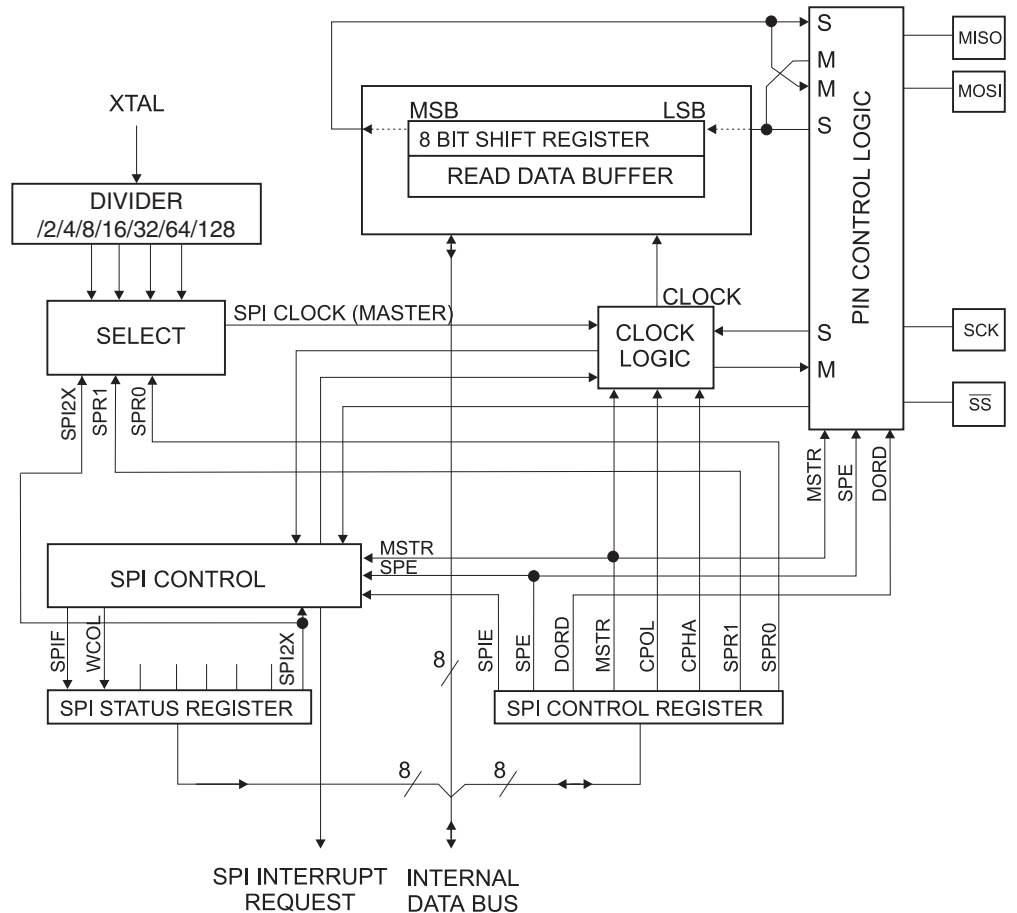 S
MISO
M
MOSI
M
MSB
LSB
S
XTAL
8 BIT SHIFT REGISTER
READ DATA BUFFER
DIVIDER
/2/4/8/16/32/64/128
PIN CONTROL LOGIC
CLOCK
SPI CLOCK (MASTER)
SELECT
CLOCK
LOGIC
S
SCK
M
SPI2X
SPR1
SPR0
SS
MSTR
SPE
DORD
MSTR
SPE
SPI CONTROL
SPIF
WCOL
SPI2X
8
SPIE
SPE
DORD
MSTR
CPOL
CPHA
SPR1
SPR0
SPI STATUS REGISTER
SPI CONTROL REGISTER
8
8
SPI INTERRUPT
REQUEST
INTERNAL
DATA BUS